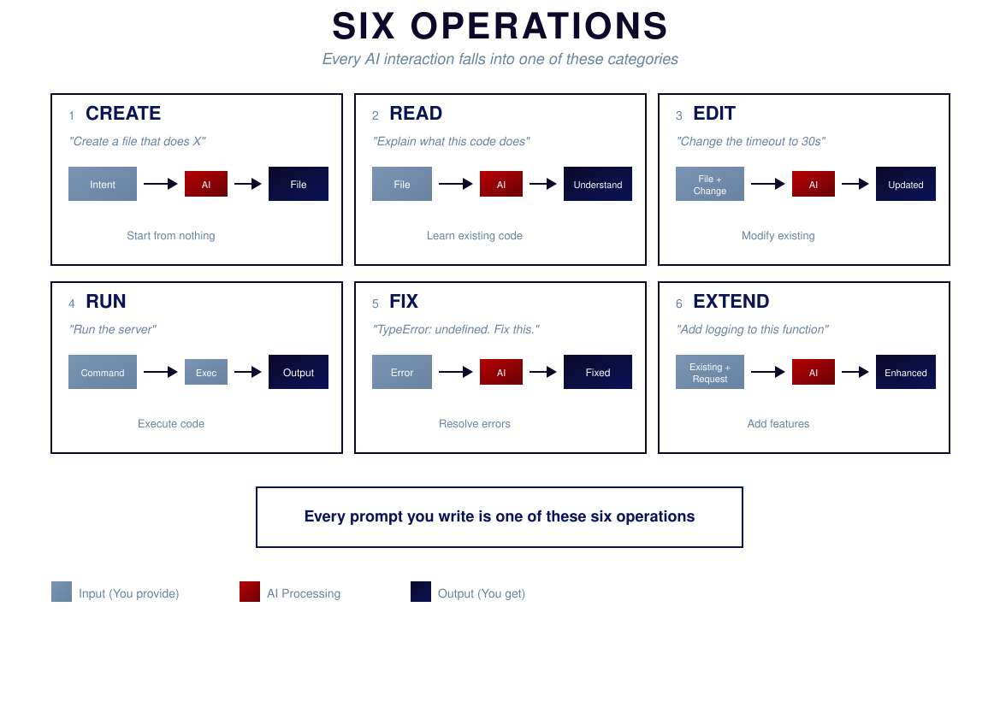 SIX OPERATIONS
Every AI interaction falls into one of these categories
1 CREATE
"Create a file that does X"
Intent
AI
File
Start from nothing
2 READ
"Explain what this code does"
File
AI
Understand
Learn existing code
3 EDIT
"Change the timeout to 30s"
File +
Change
AI
Updated
Modify existing
4 RUN
"Run the server"
Command
Exec
Output
Execute code
5 FIX
"TypeError: undefined. Fix this."
Error
AI
Fixed
Resolve errors
6 EXTEND
"Add logging to this function"
Existing +
Request
AI
Enhanced
Add features
Every prompt you write is one of these six operations
Input (You provide)
AI Processing
Output (You get)